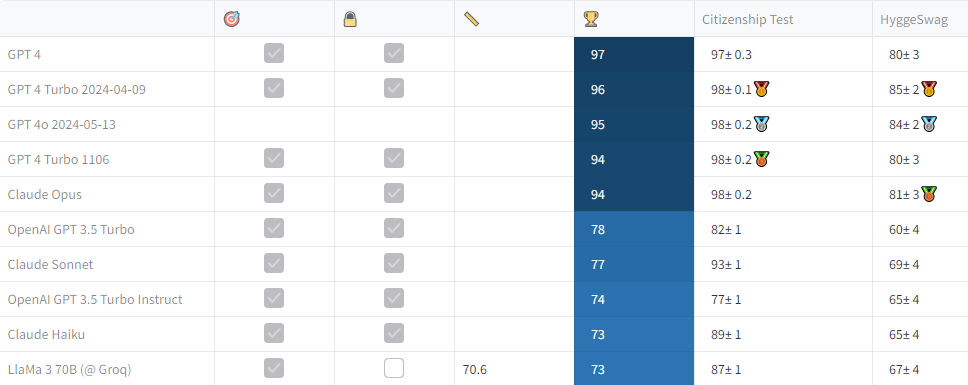 Citizenship Test HyggeSwag
GPT 4 97 97± 0.3 80± 3
GPT 4 Turbo 2024-04-09 96 98± 0.1 85± 2
GPT 4o 2024-05-13 95 98± 0.2 84± 2
GPT 4 Turbo 1106 94 98± 0.2 80± 3
Claude Opus 94 98± 0.2 81± 3
OpenAI GPT 3.5 Turbo 78 82± 1 60± 4
Claude Sonnet 77 93± 1 69± 4
OpenAI GPT 3.5 Turbo Instruct 74 77± 1 65± 4
Claude Haiku 73 89± 1 65± 4
LlaMa 3 70B (@ Groq) 70.6 73 87± 1 67± 4